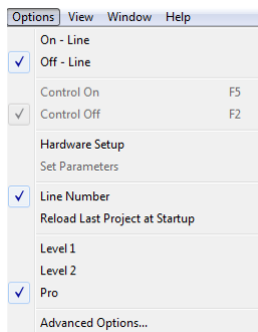 Options View Window Help
On - Line
Off - Line
Control On F5
Control Off F2
Hardware Setup
Set Parameters
Line Number
Reload Last Project at Startup
Level 1
Level 2
Pro
Advanced Options...